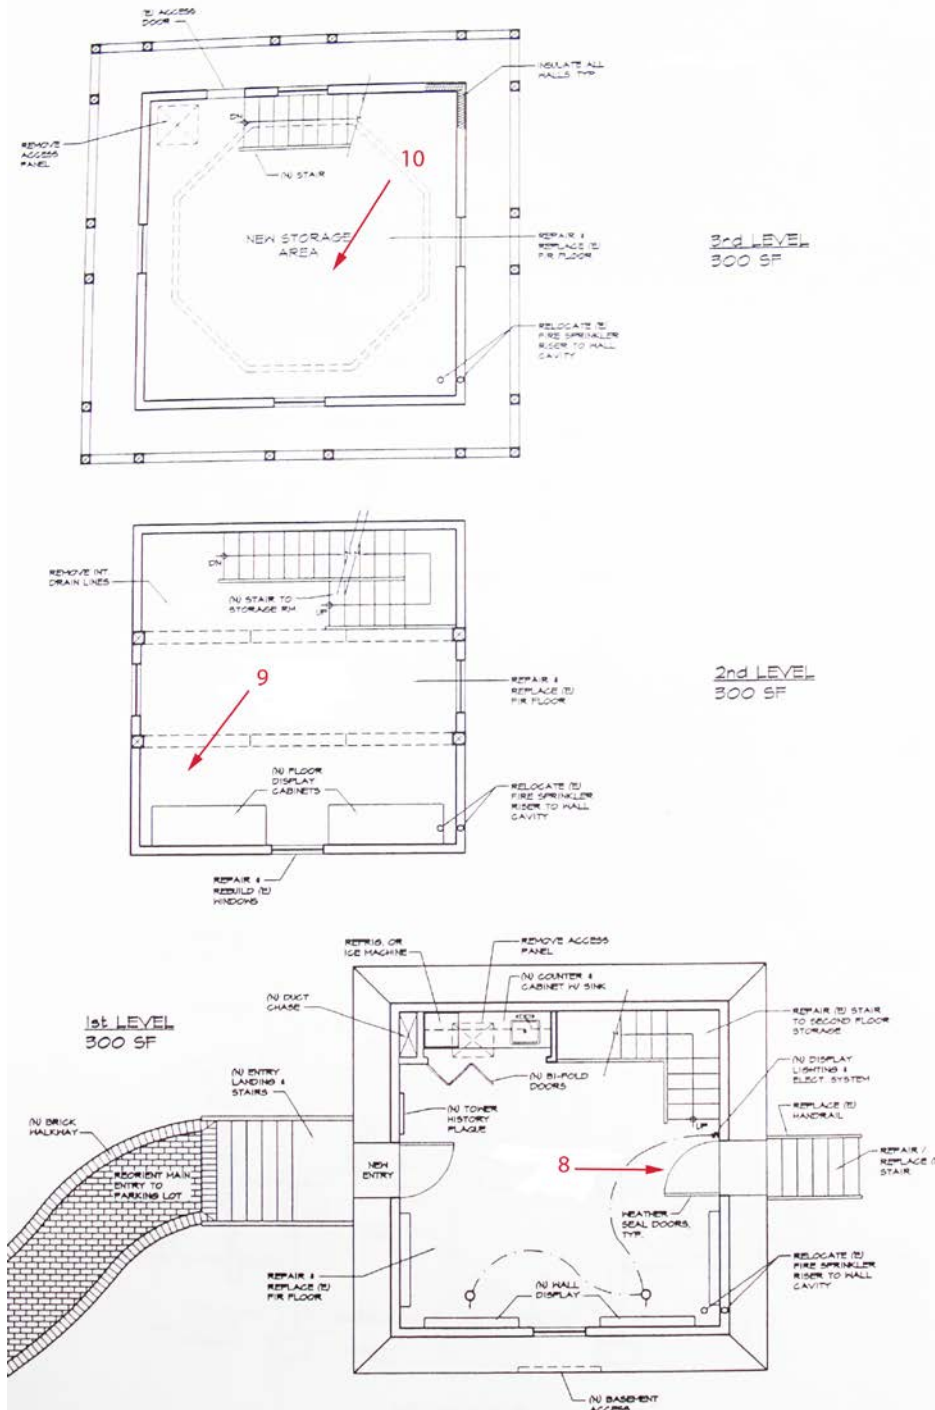 (E) ACCESS
DOOR
INSULATE ALL
WALLS, TYP.
REMOVE
ACCESS
PANEL
DN
(N) STAIR
10
NEW STORAGE
AREA
REPAIR &
REPLACE (E)
FIR FLOOR
3rd LEVEL
300 SF
RELOCATE (E)
FIRE SPRINKLER
RISER TO WALL
CAVITY
REMOVE INT.
DRAIN LINES
DN
(N) STAIR TO
STORAGE RM.
UP
9
REPAIR &
REPLACE (E)
FIR FLOOR
2nd LEVEL
300 SF
(N) FLOOR
DISPLAY
CABINETS
RELOCATE (E)
FIRE SPRINKLER
RISER TO WALL
CAVITY
REPAIR &
REBUILD (E)
WINDOWS
REFRIG. OR
ICE MACHINE
REMOVE ACCESS
PANEL
(N) COUNTER &
CABINET W/ SINK
(N) DUCT
CHASE
1st LEVEL
300 SF
REPAIR (E) STAIR
TO SECOND FLOOR
STORAGE
(N) ENTRY
LANDING &
STAIRS
(N) BI-FOLD
DOORS
(N) DISPLAY
LIGHTING &
ELECT. SYSTEM
(N) BRICK
WALKWAY
(N) TOWER
HISTORY
PLAQUE
REPLACE (E)
HANDRAIL
UP
REORIENT MAIN
ENTRY TO
PARKING LOT
NEW
ENTRY
8
REPAIR /
REPLACE (E
STAIR
WEATHER
SEAL DOORS,
TYP.
REPAIR &
REPLACE (E)
FIR FLOOR
(N) WALL
DISPLAY
RELOCATE (E)
FIRE SPRINKLER
RISER TO WALL
CAVITY
(N) BASEMENT
ACCESS